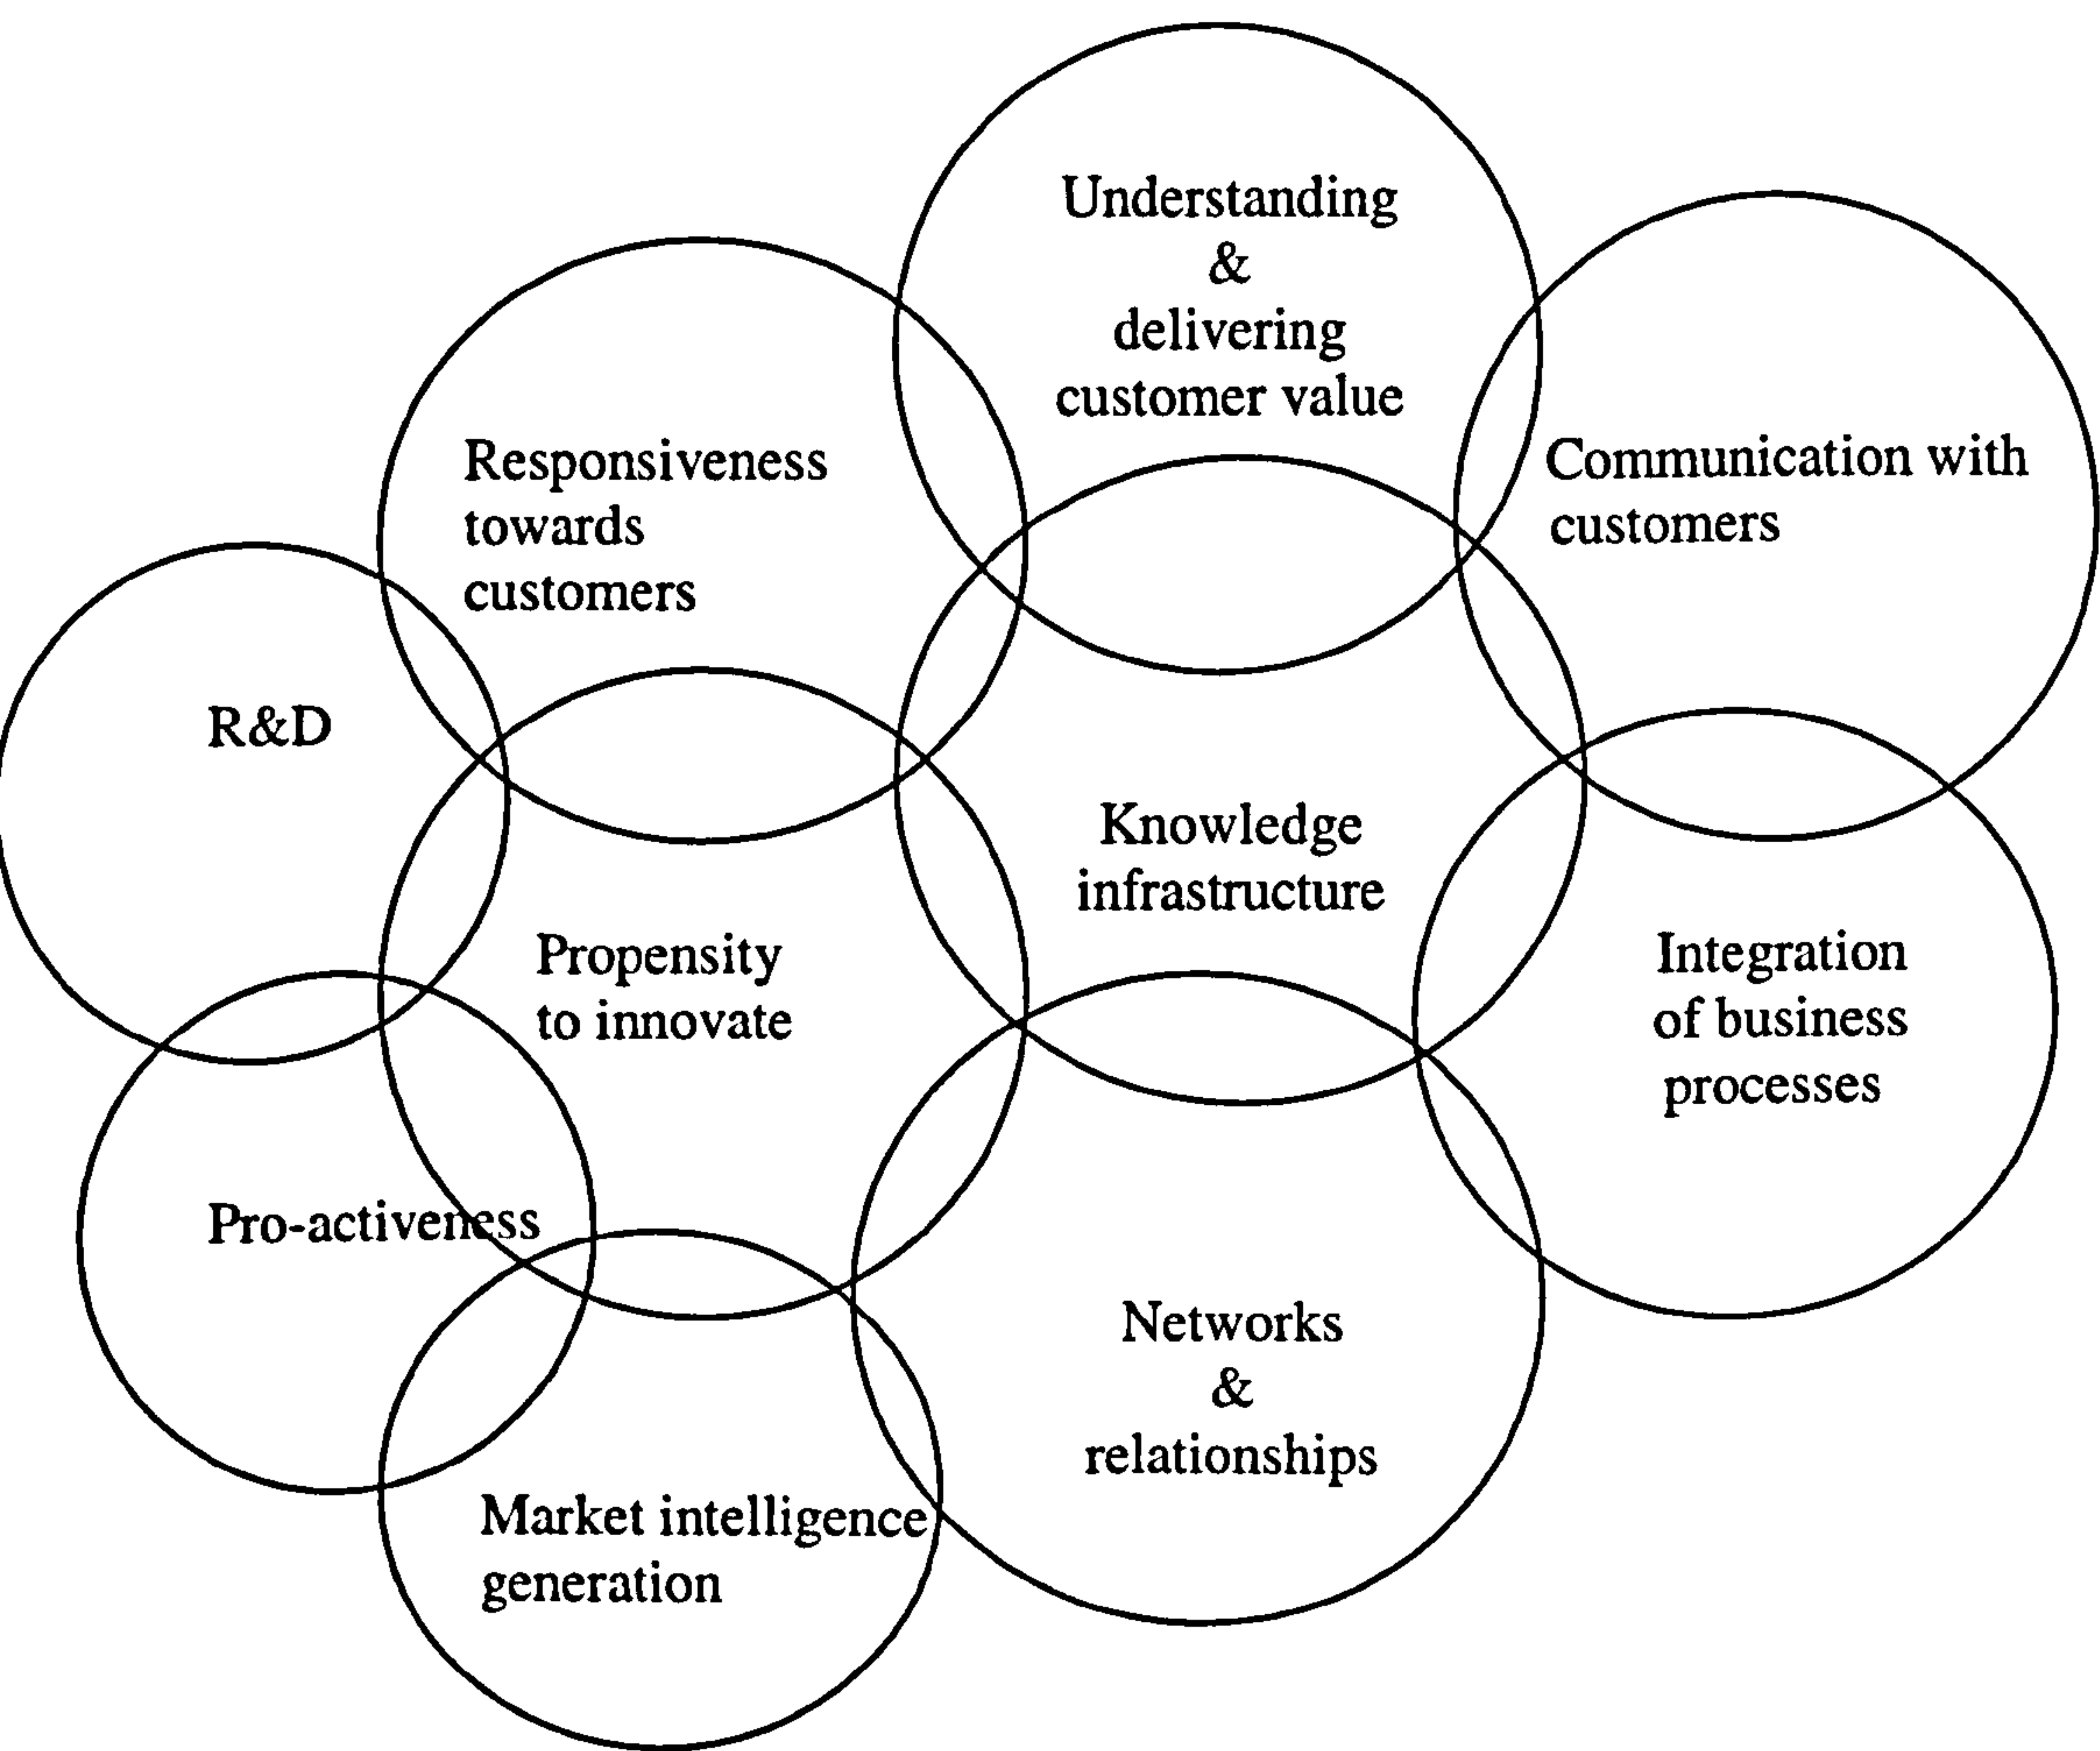 Understanding
&
delivering
customer value
Responsiveness
towards
customers
Communication with
customers
R&D
Knowledge
infrastructure
Propensity
to innovate
Integration
of business
processes
Pro-activeness
Networks
&
relationships
Market intelligence
generation